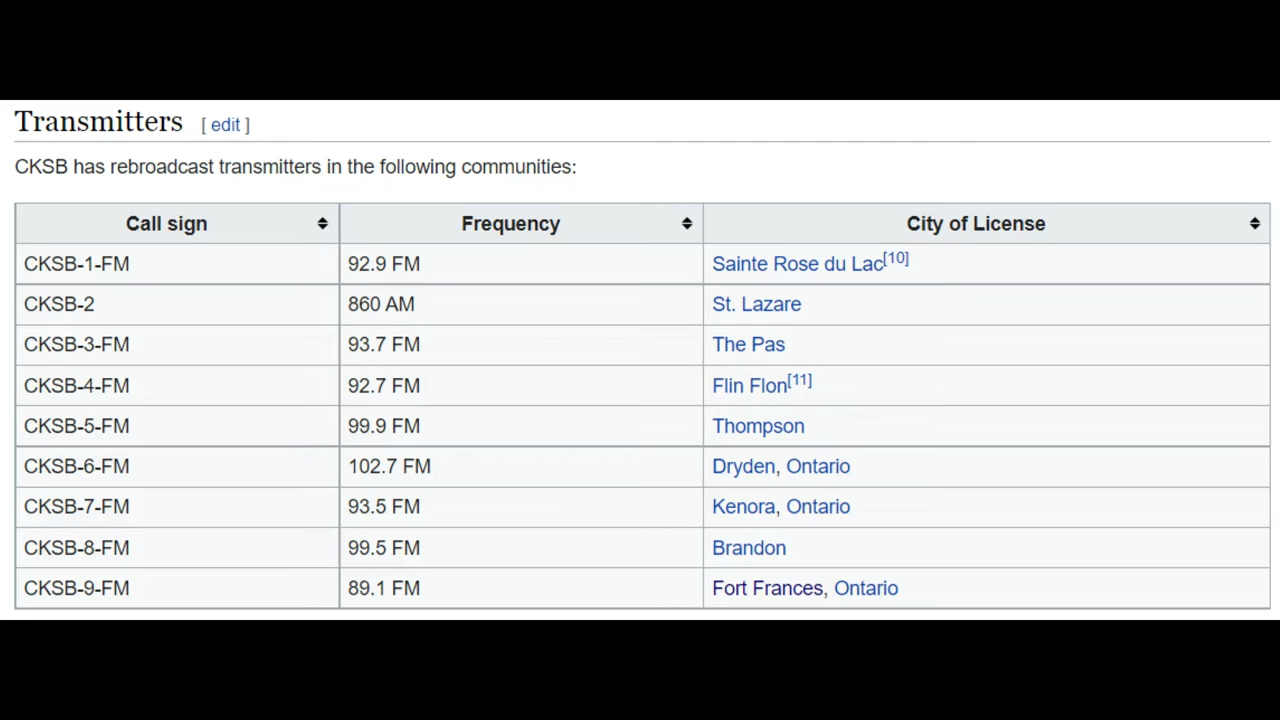 Transmitters [ edit ]
CKSB has rebroadcast transmitters in the following communities:
Call sign Frequency City of License
CKSB-1-FM 92.9 FM Sainte Rose du Lac[10]
CKSB-2 860 AM St. Lazare
CKSB-3-FM 93.7 FM The Pas
CKSB-4-FM 92.7 FM Flin Flon[11]
CKSB-5-FM 99.9 FM Thompson
CKSB-6-FM 102.7 FM Dryden, Ontario
CKSB-7-FM 93.5 FM Kenora, Ontario
CKSB-8-FM 99.5 FM Brandon
CKSB-9-FM 89.1 FM Fort Frances, Ontario